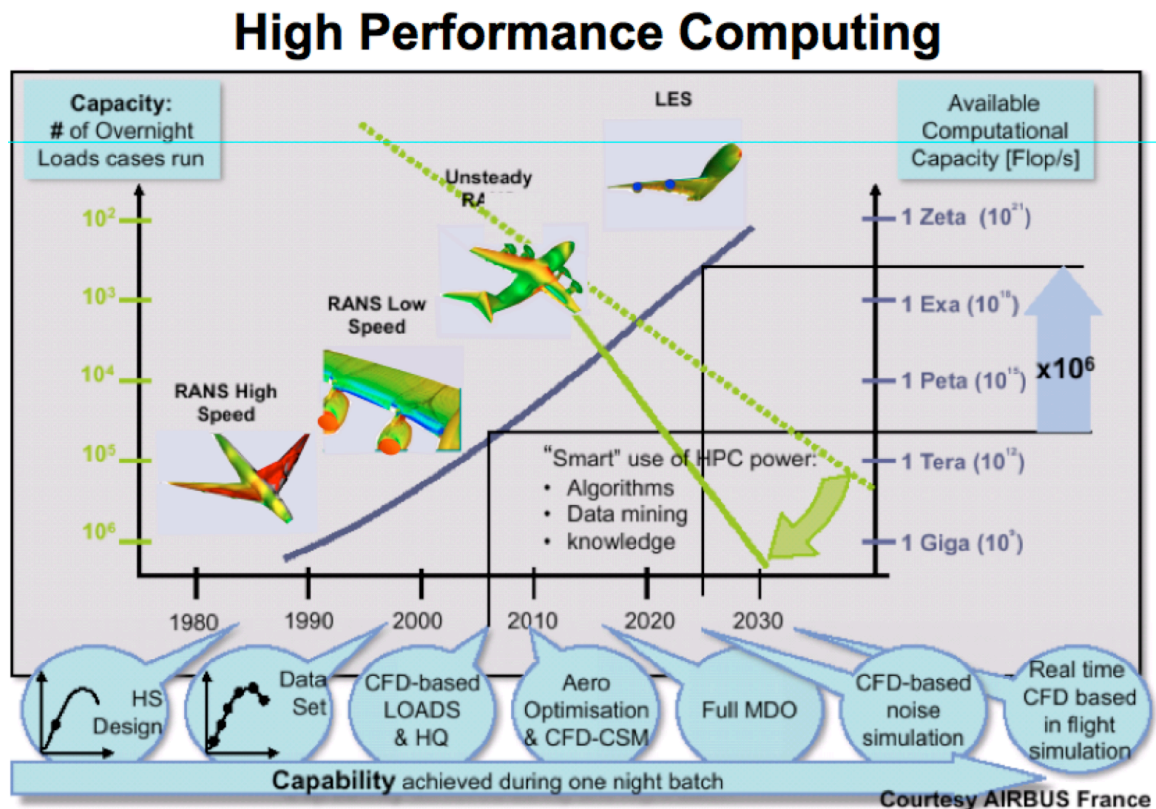 High Performance Computing
Capacity:
# of Overnight
Loads cases run
LES
Available
Computational
Capacity [Flop/s]
Unsteady
10²
10³
10⁴
10⁵
10⁶
RANS Low
Speed
RANS High
Speed
1 Zeta (10²¹)
1 Exa (10¹⁸)
1 Peta (10¹⁵)
1 Tera (10¹²)
1 Giga (10⁹)
x10⁶
“Smart” use of HPC power:
• Algorithms
• Data mining
• knowledge
1980 1990 2000 2010 2020 2030
HS
Design
Data
Set
CFD-based
LOADS
& HQ
Aero
Optimisation
& CFD-CSM
Full MDO
CFD-based
noise
simulation
Real time
CFD based
in flight
simulation
Capability achieved during one night batch
Courtesy AIRBUS France